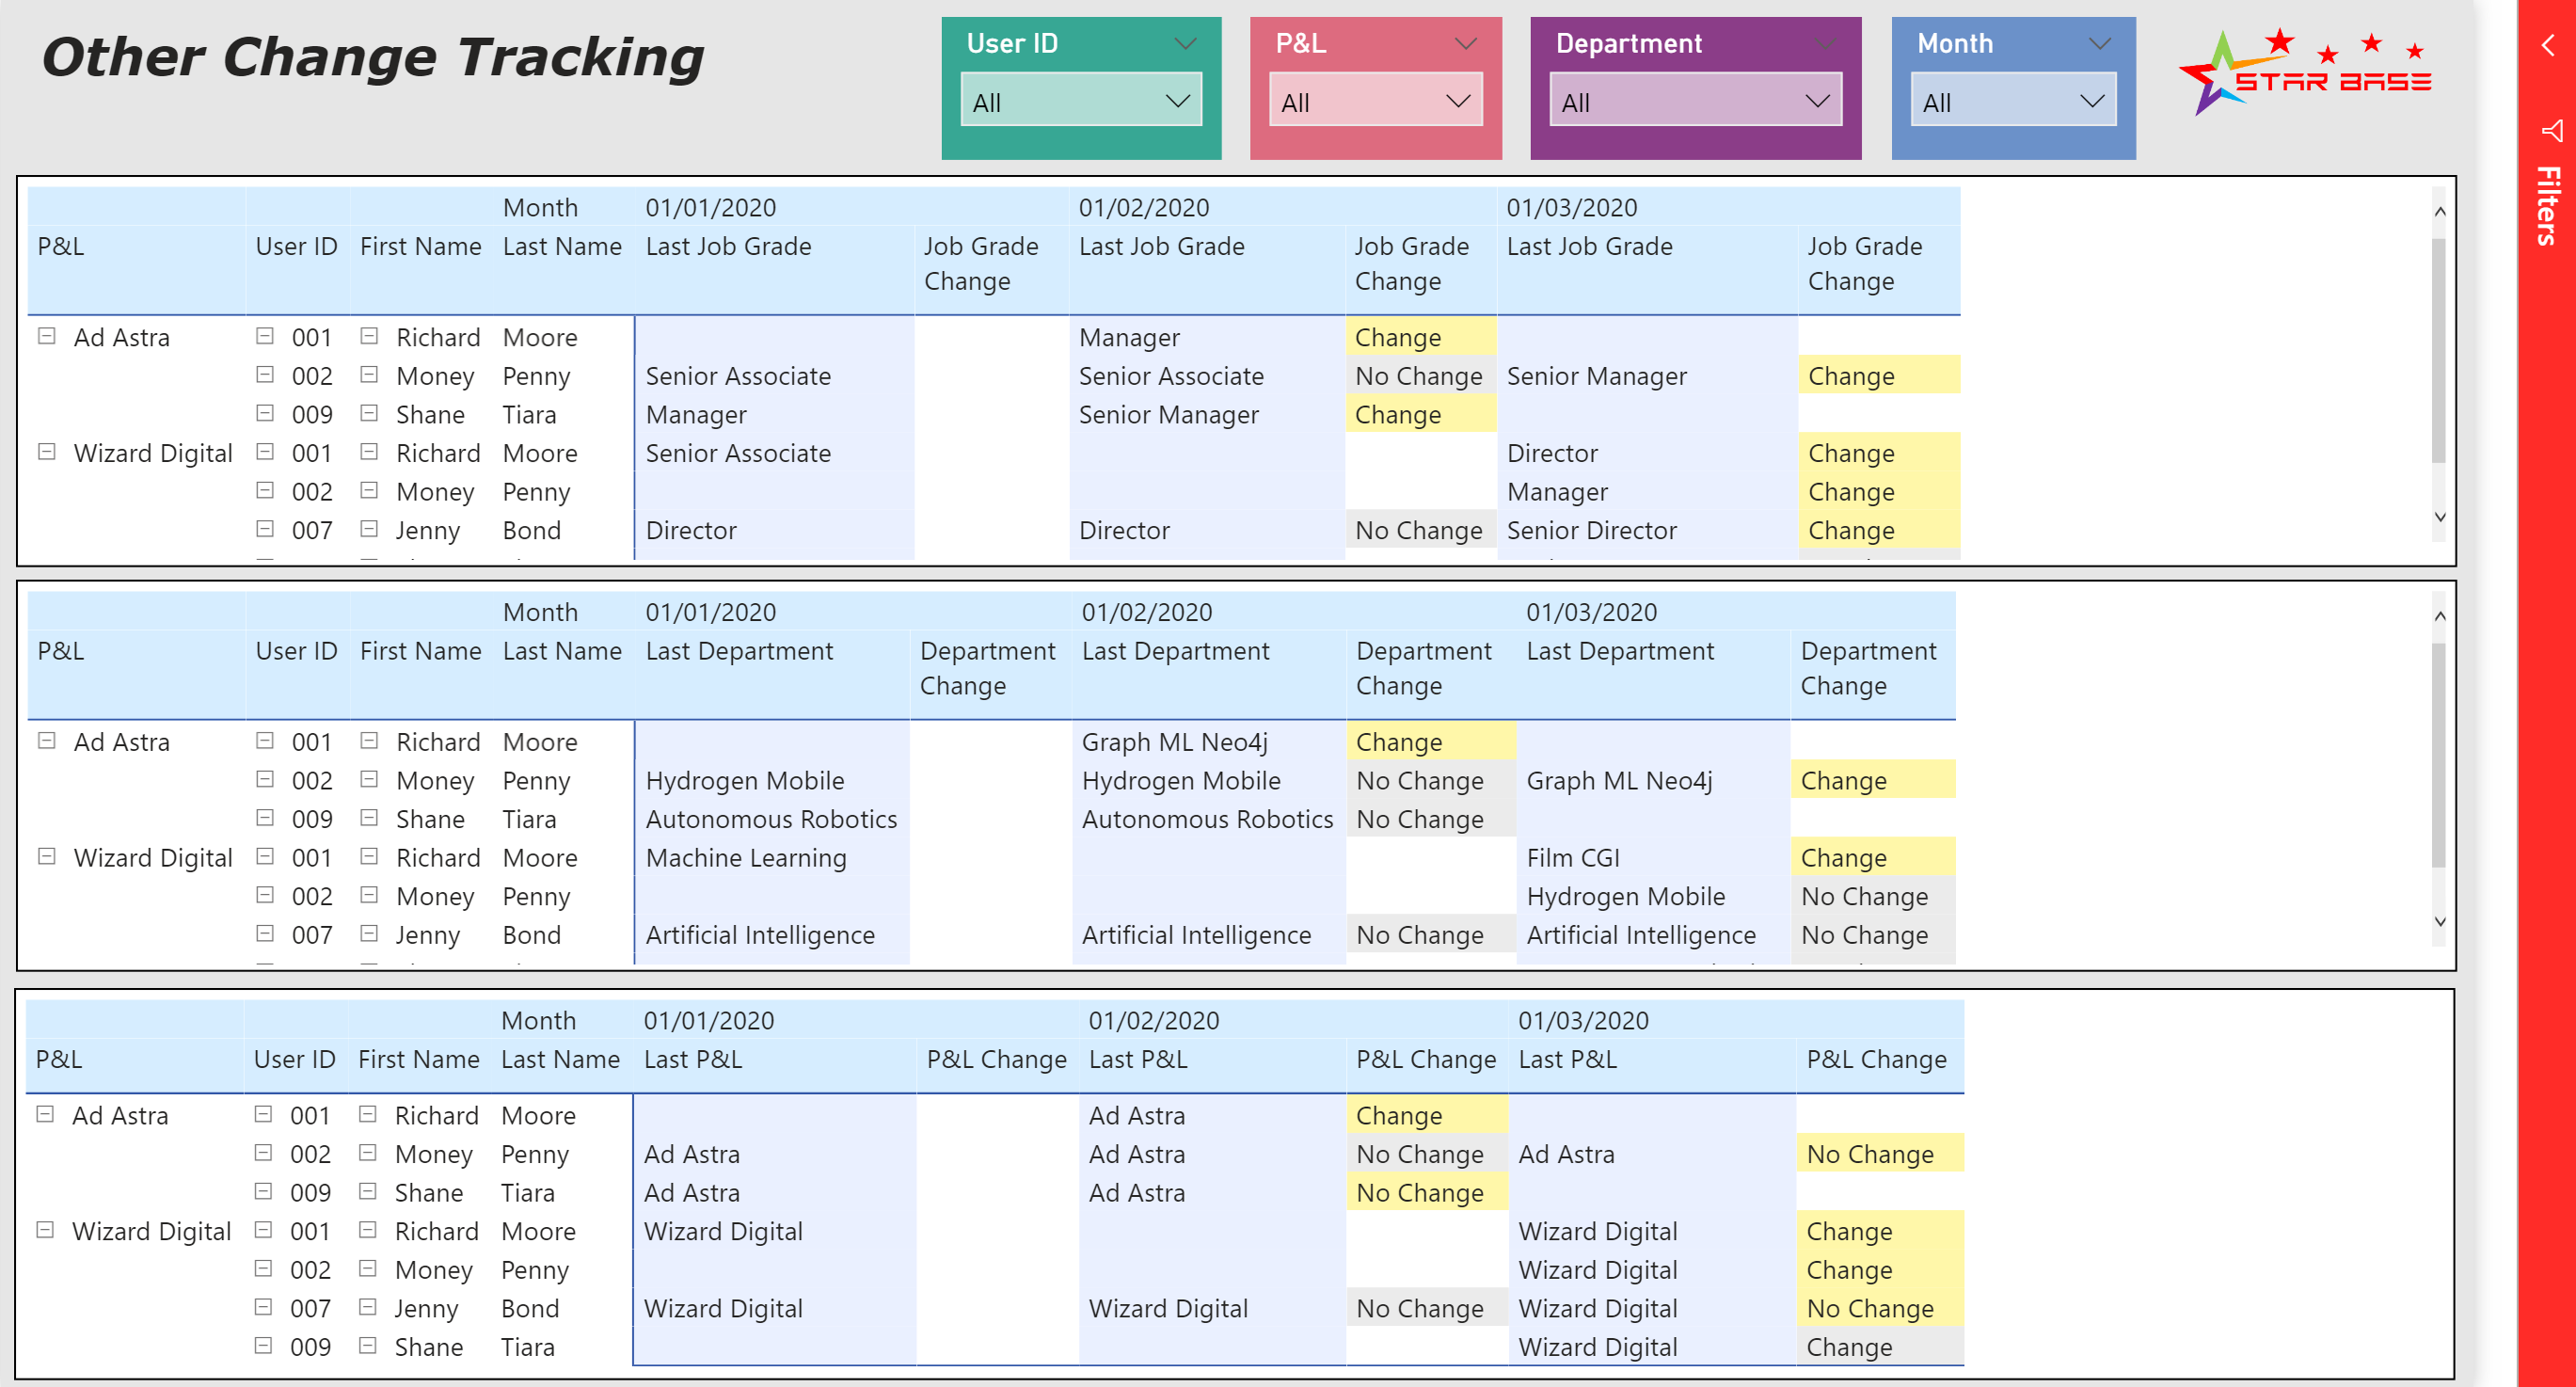 Other Change Tracking
User ID
All
P&L
All
Department
All
Month
All
STAR BASE
Filters
Month 01/01/2020 01/02/2020 01/03/2020
P&L User ID First Name Last Name Last Job Grade Job Grade Change Last Job Grade Job Grade Change Last Job Grade Job Grade Change
Ad Astra 001 Richard Moore Manager Change
002 Money Penny Senior Associate Senior Associate No Change Senior Manager Change
009 Shane Tiara Manager Senior Manager Change
Wizard Digital 001 Richard Moore Senior Associate Director Change
002 Money Penny Manager Change
007 Jenny Bond Director Director No Change Senior Director Change
Month 01/01/2020 01/02/2020 01/03/2020
P&L User ID First Name Last Name Last Department Department Change Last Department Department Change Last Department Department Change
Ad Astra 001 Richard Moore Graph ML Neo4j Change
002 Money Penny Hydrogen Mobile Hydrogen Mobile No Change Graph ML Neo4j Change
009 Shane Tiara Autonomous Robotics Autonomous Robotics No Change
Wizard Digital 001 Richard Moore Machine Learning Film CGI Change
002 Money Penny Hydrogen Mobile No Change
007 Jenny Bond Artificial Intelligence Artificial Intelligence No Change Artificial Intelligence No Change
Month 01/01/2020 01/02/2020 01/03/2020
P&L User ID First Name Last Name Last P&L P&L Change Last P&L P&L Change Last P&L P&L Change
Ad Astra 001 Richard Moore Ad Astra Change
002 Money Penny Ad Astra Ad Astra No Change Ad Astra No Change
009 Shane Tiara Ad Astra Ad Astra No Change
Wizard Digital 001 Richard Moore Wizard Digital Wizard Digital Change
002 Money Penny Wizard Digital Change
007 Jenny Bond Wizard Digital Wizard Digital No Change Wizard Digital No Change
009 Shane Tiara Wizard Digital Change